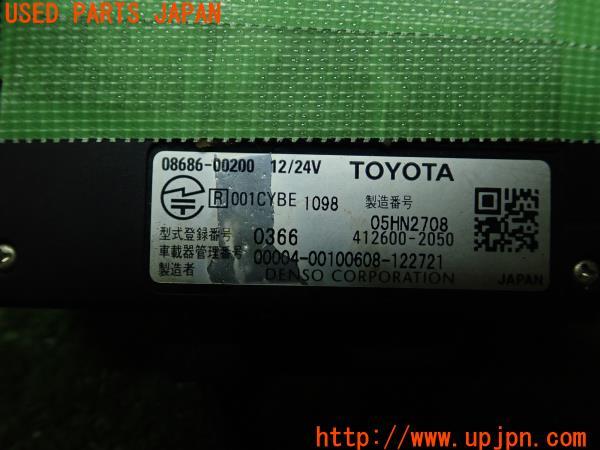 USED PARTS JAPAN
08686-00200 12/24V TOYOTA
R 001CYBE 1098 製造番号
05HN2708
型式登録番号 0366 412600-2050
車載器管理番号 00004-00100608-122721
製造者 DENSO CORPORATION JAPAN
http://www.upjpn.com